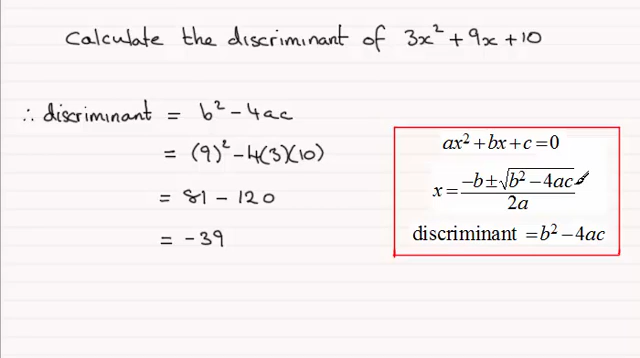 Calculate the discriminant of 3x² + 9x + 10
∴ discriminant = b² − 4ac
= (9)² − 4(3)(10)
= 81 − 120
= −39
ax² + bx + c = 0
x = (−b ± √(b² − 4ac)) / 2a
discriminant = b² − 4ac